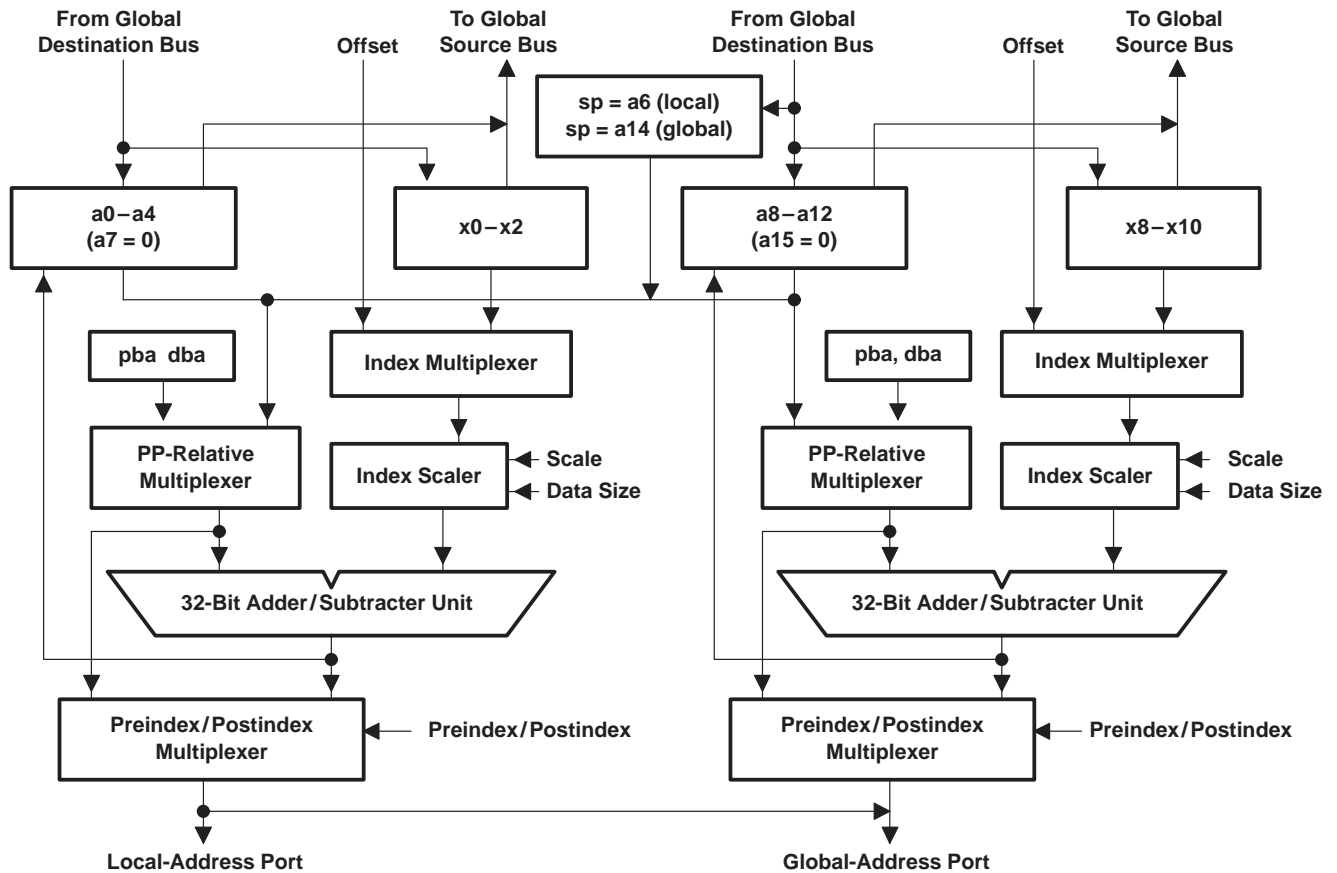 From Global
Destination Bus
Offset
To Global
Source Bus
From Global
Destination Bus
Offset
To Global
Source Bus
sp = a6 (local)
sp = a14 (global)
a0–a4
(a7 = 0)
x0–x2
a8–a12
(a15 = 0)
x8–x10
pba dba
Index Multiplexer
pba, dba
Index Multiplexer
PP-Relative
Multiplexer
Index Scaler
Scale
Data Size
PP-Relative
Multiplexer
Index Scaler
Scale
Data Size
32-Bit Adder/Subtracter Unit
32-Bit Adder/Subtracter Unit
Preindex/Postindex
Multiplexer
Preindex/Postindex
Preindex/Postindex
Multiplexer
Preindex/Postindex
Local-Address Port
Global-Address Port